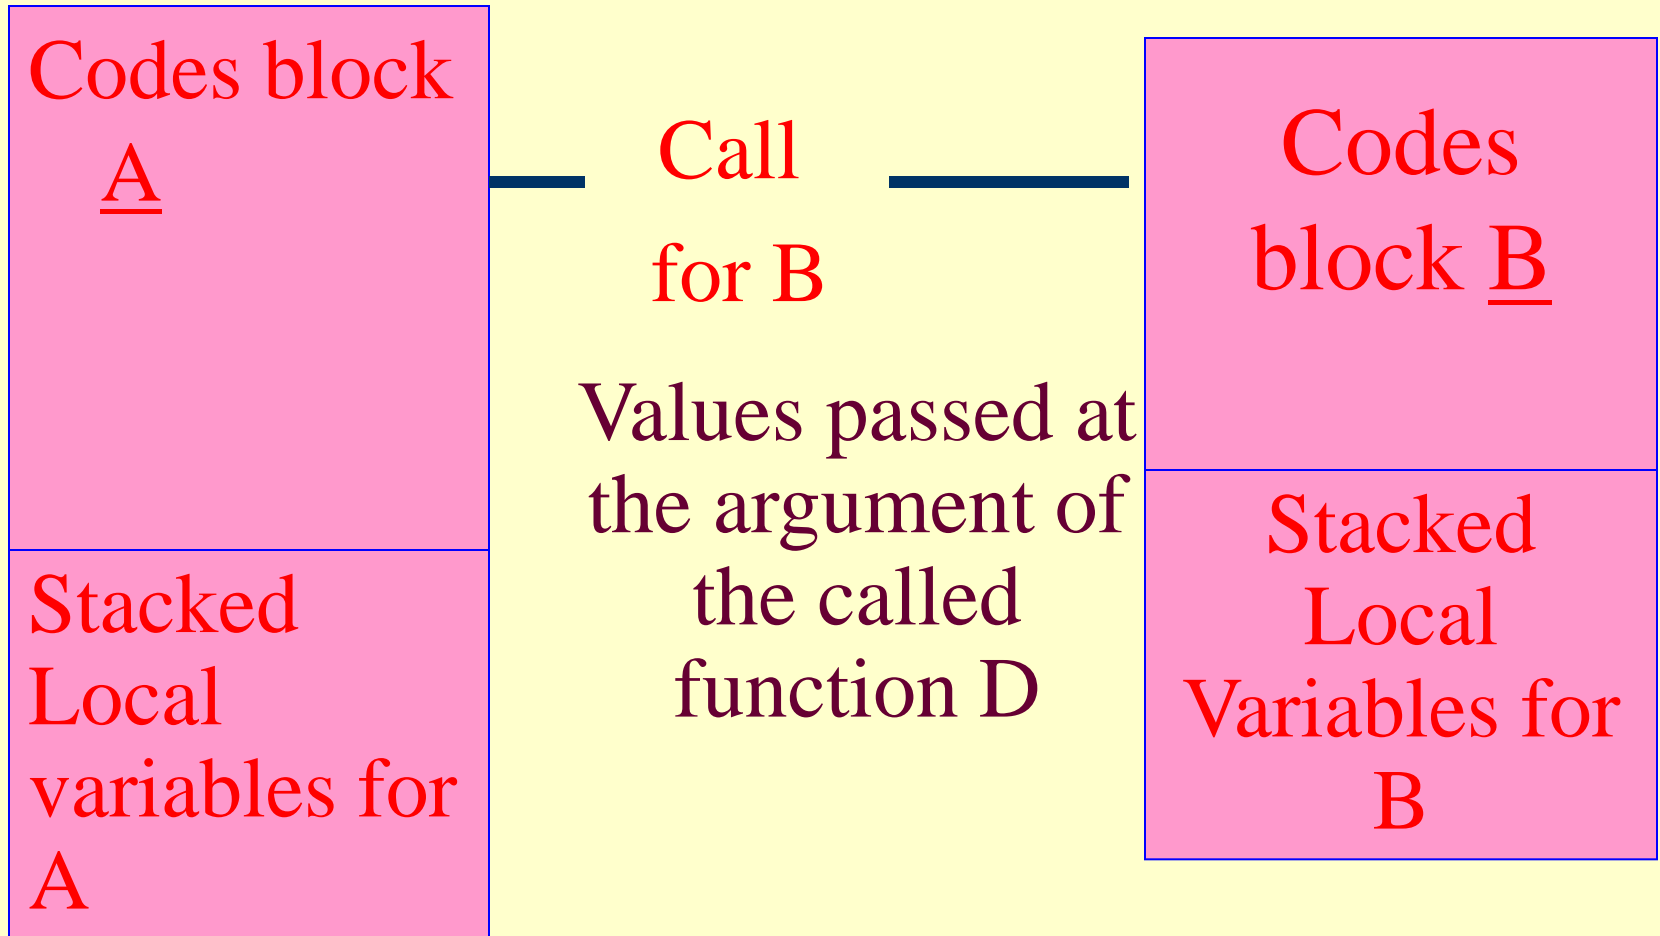 Codes block
A
Call
for B
Values passed at
the argument of
the called
function D
Codes
block B
Stacked
Local
variables for
A
Stacked
Local
Variables for
B